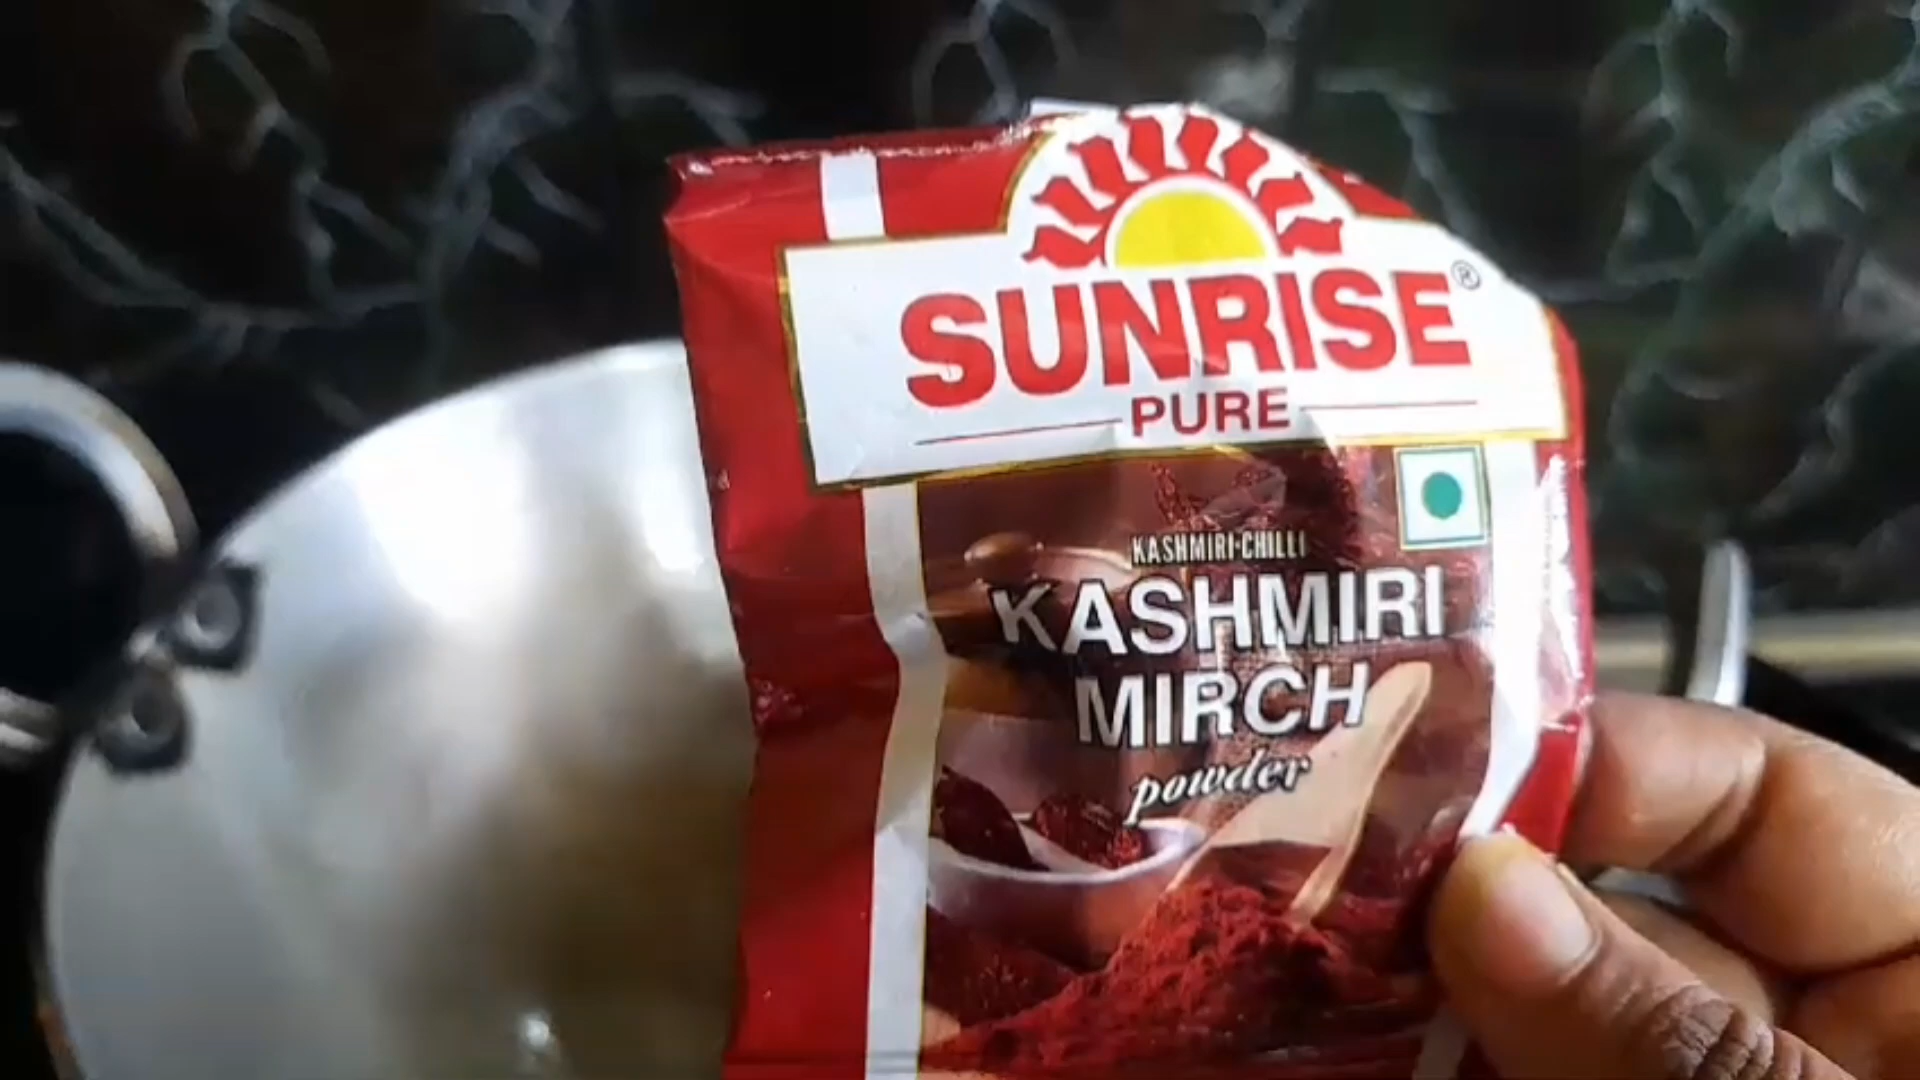 SUNRISE®
PURE
KASHMIRI-CHILLI
KASHMIRI
MIRCH
powder